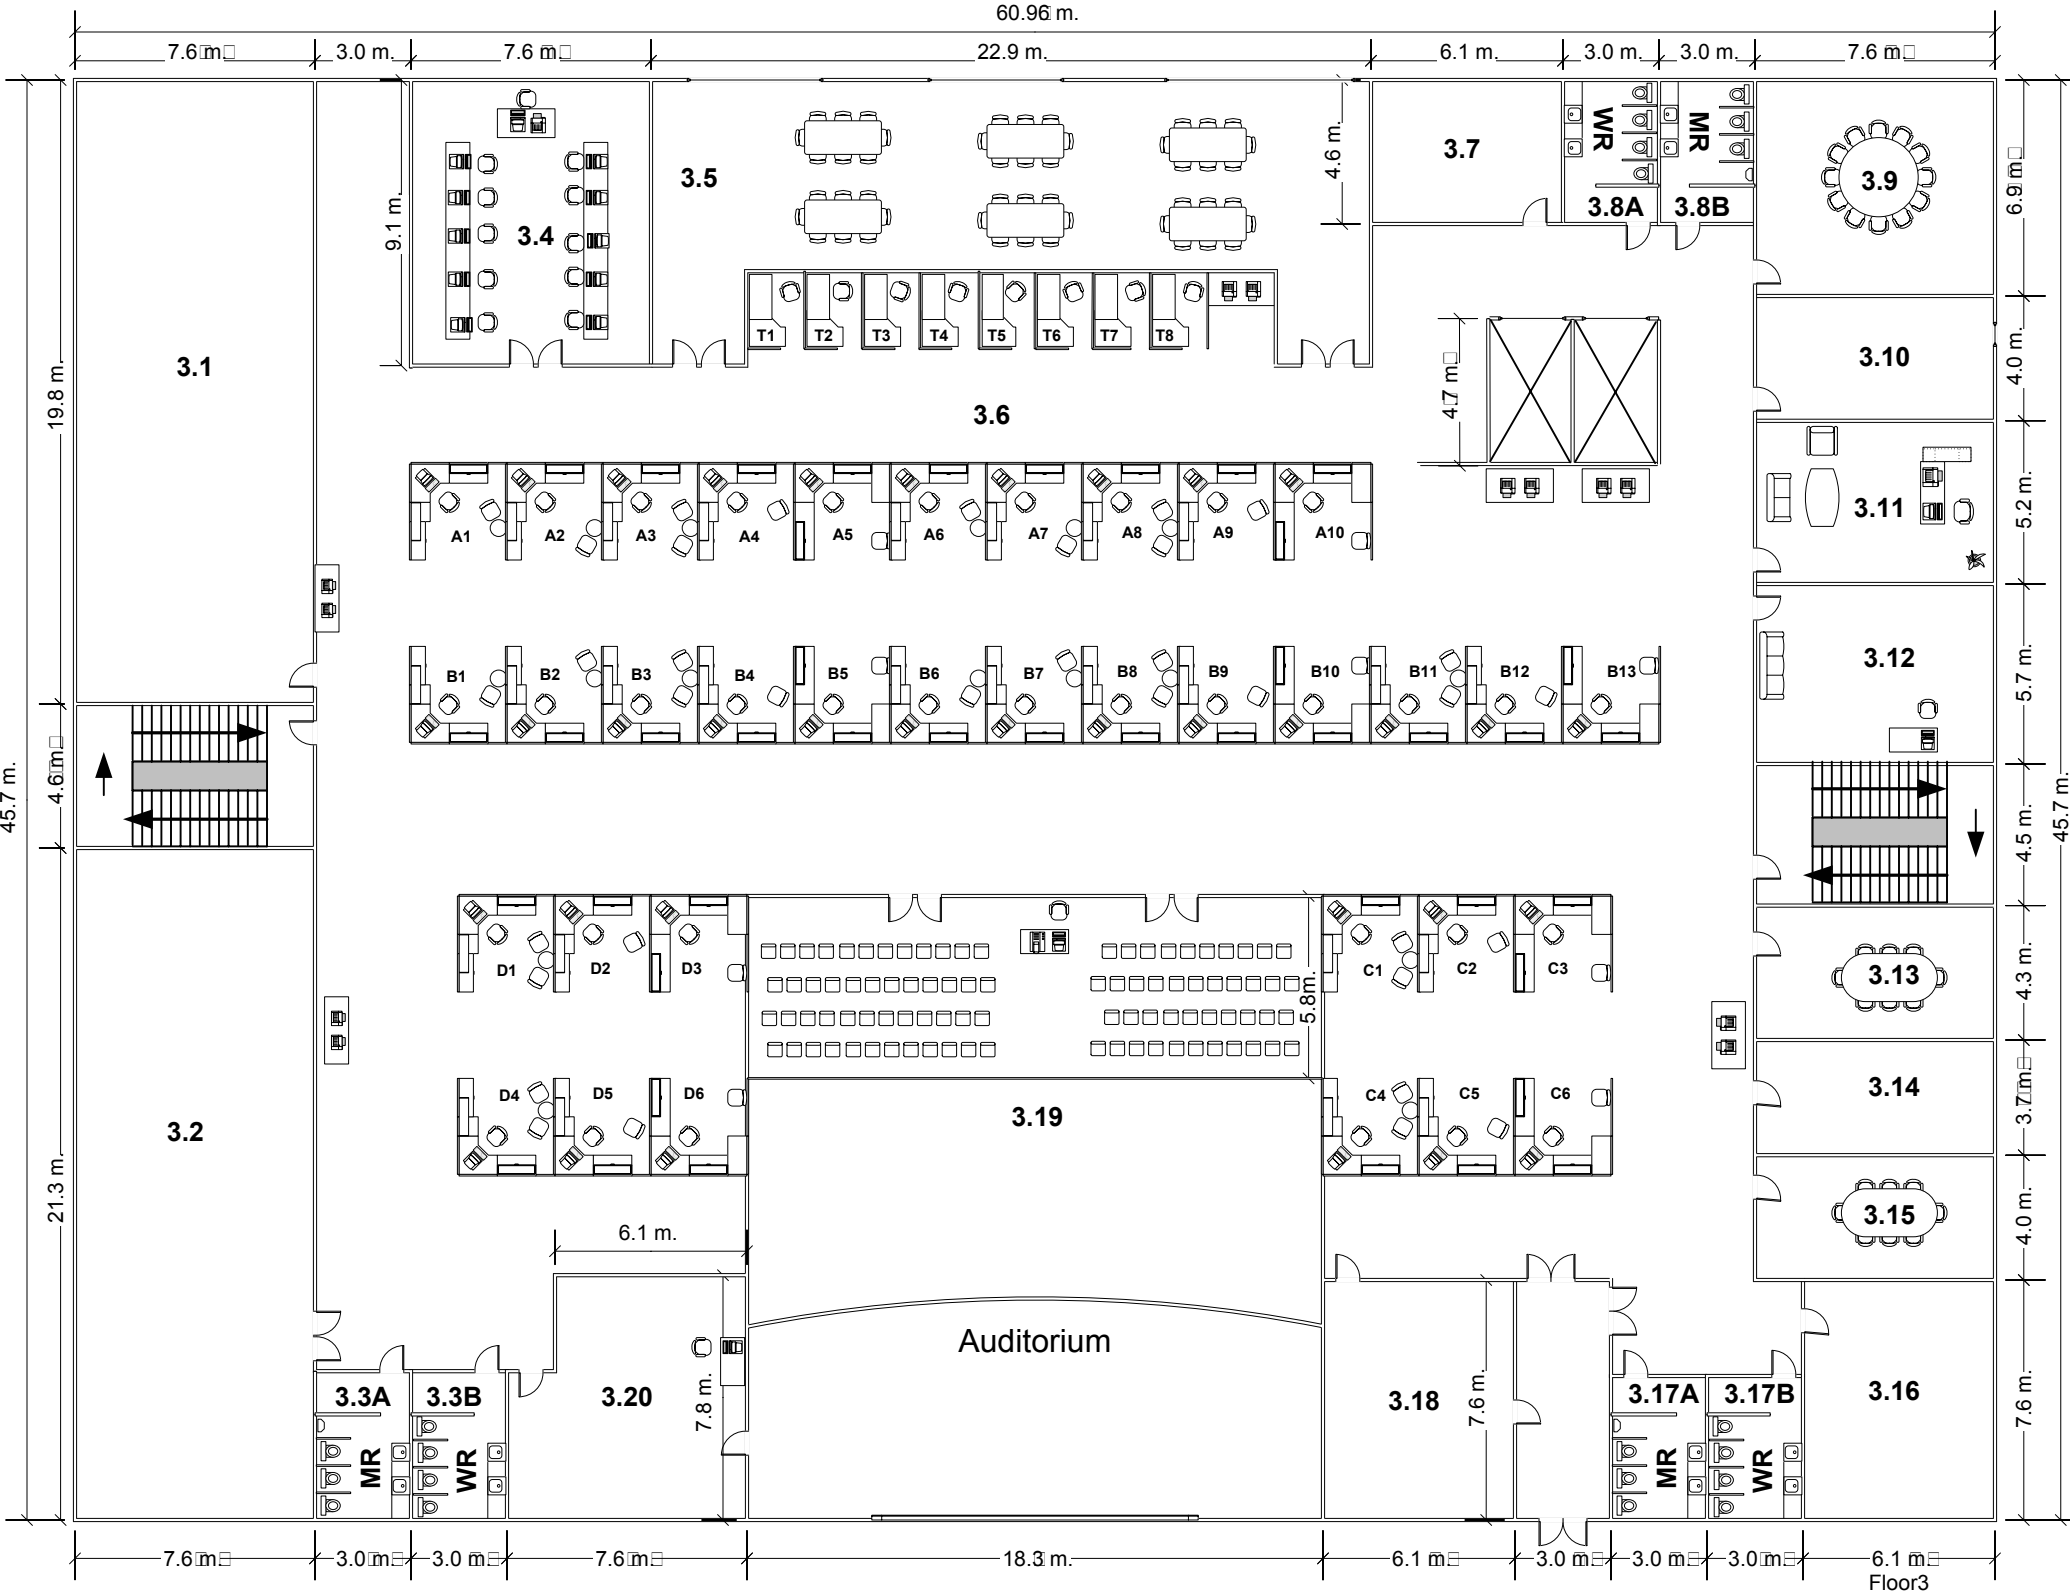 60.96 m.
7.6 m. 3.0 m. 7.6 m. 22.9 m. 6.1 m. 3.0 m. 3.0 m. 7.6 m.
WR MR
3.7
4.6 m.
3.5
3.9
6.9 m.
3.8A 3.8B
9.1 m.
3.4
T1 T2 T3 T4 T5 T6 T7 T8
3.10
4.0 m.
3.1
19.8 m.
4.7 m.
3.6
3.11
5.2 m.
A1 A2 A3 A4 A5 A6 A7 A8 A9 A10
3.12
5.7 m.
B1 B2 B3 B4 B5 B6 B7 B8 B9 B10 B11 B12 B13
4.6 m.
45.7 m.
45.7 m.
4.5 m.
D1 D2 D3
C1 C2 C3
3.13
4.3 m.
5.8m.
D4 D5 D6
3.19
C4 C5 C6
3.14
3.7 m.
3.2
21.3 m.
3.15
4.0 m.
6.1 m.
Auditorium
3.3A 3.3B
3.20
7.8 m.
3.18
7.6 m.
3.17A 3.17B
3.16
7.6 m.
MR WR
MR WR
7.6 m. 3.0 m. 3.0 m. 7.6 m. 18.3 m. 6.1 m. 3.0 m. 3.0 m. 3.0 m. 6.1 m.
Floor3